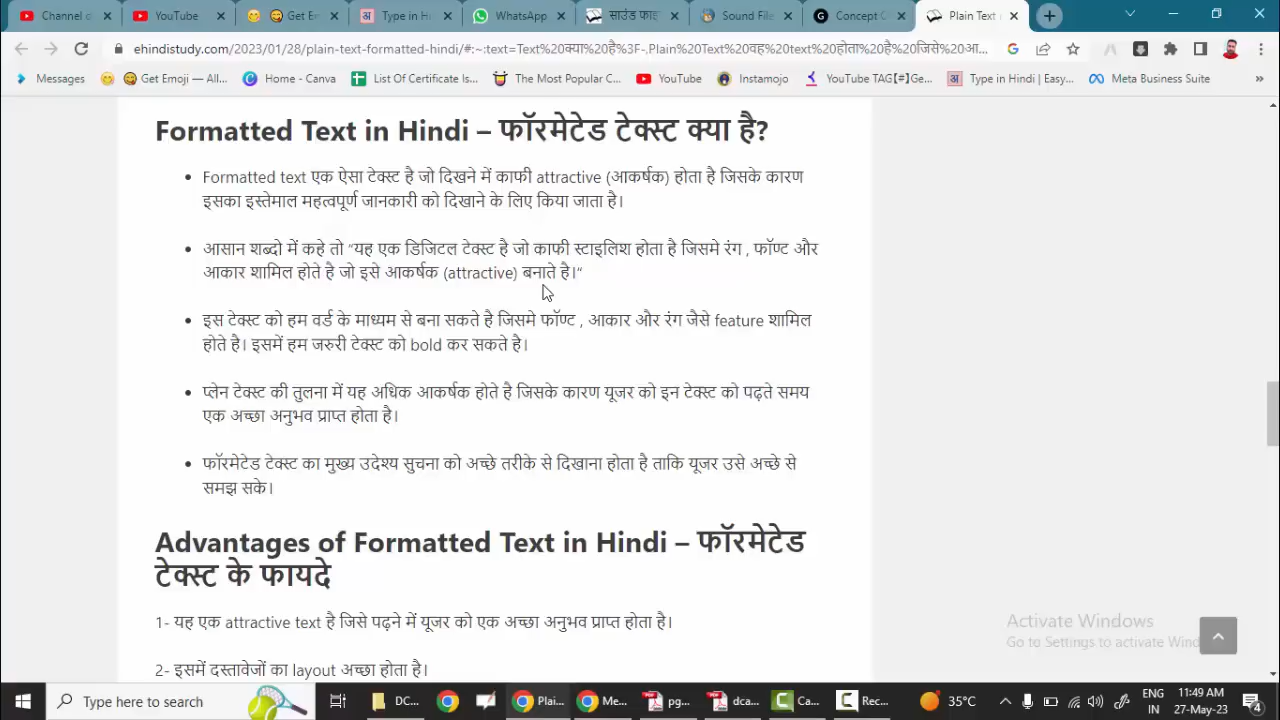 Channel c
YouTube
Get E
Type in H
WhatsApp
साउंड फाइ
Sound File
Concept O
Plain Text
ehindistudy.com/2023/01/28/plain-text-formatted-hindi/#:~:text=Text%20क्या%20है%3F-,Plain%20Text%20वह%20text%20होता%20है%20जिसे%20आ...
Messages
Get Emoji — All...
Home - Canva
List Of Certificate Is...
The Most Popular C...
YouTube
Instamojo
YouTube TAG【#】Ge...
Type in Hindi | Easy...
Meta Business Suite
Formatted Text in Hindi – फॉरमेटेड टेक्स्ट क्या है?
• Formatted text एक ऐसा टेक्स्ट है जो दिखने में काफी attractive (आकर्षक) होता है जिसके कारण
इसका इस्तेमाल महत्वपूर्ण जानकारी को दिखाने के लिए किया जाता है।
• आसान शब्दो में कहे तो “यह एक डिजिटल टेक्स्ट है जो काफी स्टाइलिश होता है जिसमे रंग , फॉण्ट और
आकार शामिल होते है जो इसे आकर्षक (attractive) बनाते है।“
• इस टेक्स्ट को हम वर्ड के माध्यम से बना सकते है जिसमे फॉण्ट , आकार और रंग जैसे feature शामिल
होते है। इसमें हम जरुरी टेक्स्ट को bold कर सकते है।
• प्लेन टेक्स्ट की तुलना में यह अधिक आकर्षक होते है जिसके कारण यूजर को इन टेक्स्ट को पढ़ते समय
एक अच्छा अनुभव प्राप्त होता है।
• फॉरमेटेड टेक्स्ट का मुख्य उदेश्य सुचना को अच्छे तरीके से दिखाना होता है ताकि यूजर उसे अच्छे से
समझ सके।
Advantages of Formatted Text in Hindi – फॉरमेटेड
टेक्स्ट के फायदे
1- यह एक attractive text है जिसे पढ़ने में यूजर को एक अच्छा अनुभव प्राप्त होता है।
2- इसमें दस्तावेजों का layout अच्छा होता है।
Activate Windows
Go to Settings to activate Wind
Type here to search
DC...
Plai...
Me...
pg...
dca...
Ca...
Rec...
35°C
ENG
IN
11:49 AM
27-May-23
4